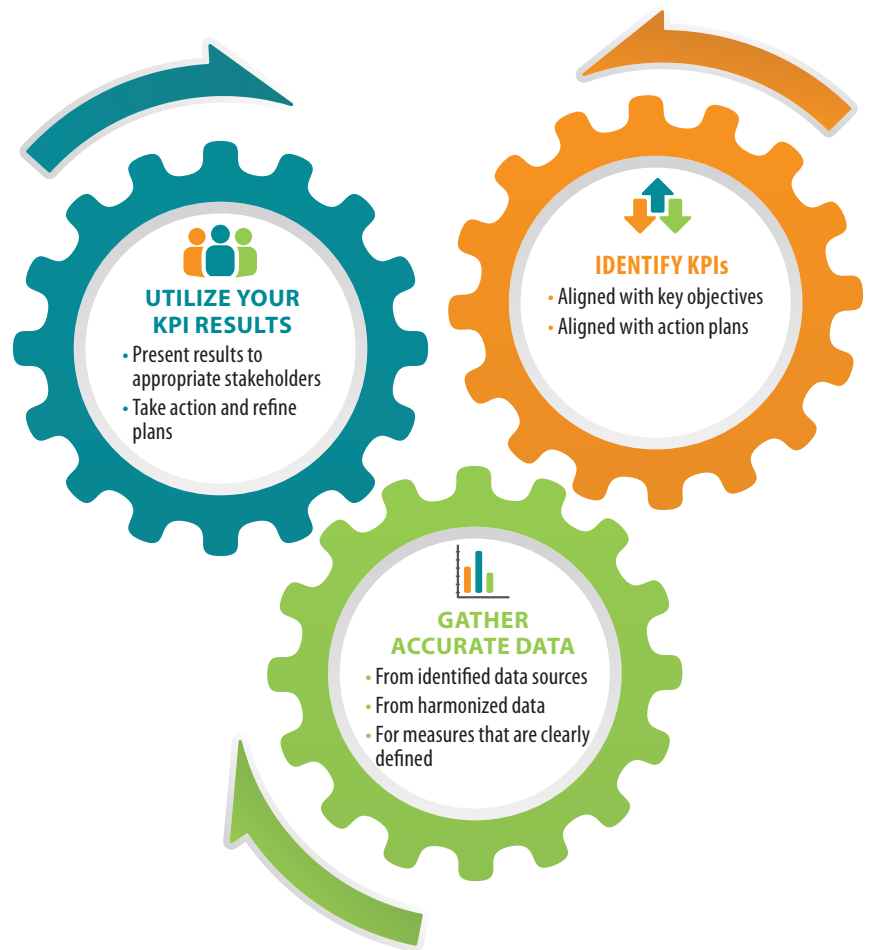 UTILIZE YOUR
KPI RESULTS
• Present results to
appropriate stakeholders
• Take action and refine
plans
IDENTIFY KPIs
• Aligned with key objectives
• Aligned with action plans
GATHER
ACCURATE DATA
• From identified data sources
• From harmonized data
• For measures that are clearly
defined